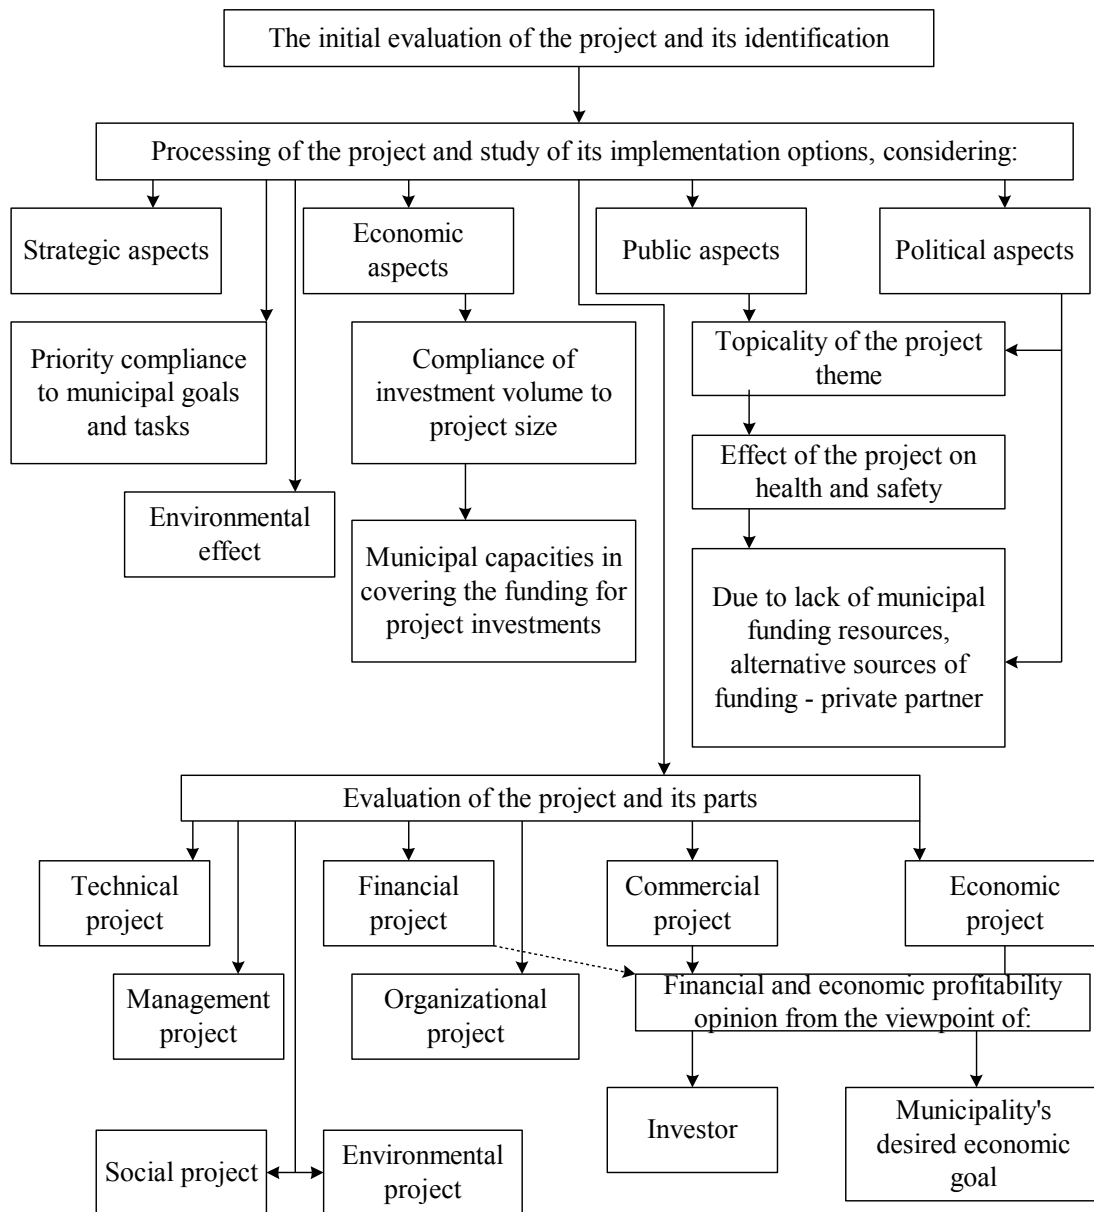 The initial evaluation of the project and its identification
Processing of the project and study of its implementation options, considering:
Strategic aspects
Economic
aspects
Public aspects
Political aspects
Priority compliance
to municipal goals
and tasks
Compliance of
investment volume to
project size
Topicality of the project
theme
Effect of the project on
health and safety
Environmental
effect
Municipal capacities in
covering the funding for
project investments
Due to lack of municipal
funding resources,
alternative sources of
funding - private partner
Evaluation of the project and its parts
Technical
project
Financial
project
Commercial
project
Economic
project
Management
project
Organizational
project
Financial and economic profitability
opinion from the viewpoint of:
Investor
Municipality's
desired economic
goal
Social project
Environmental
project